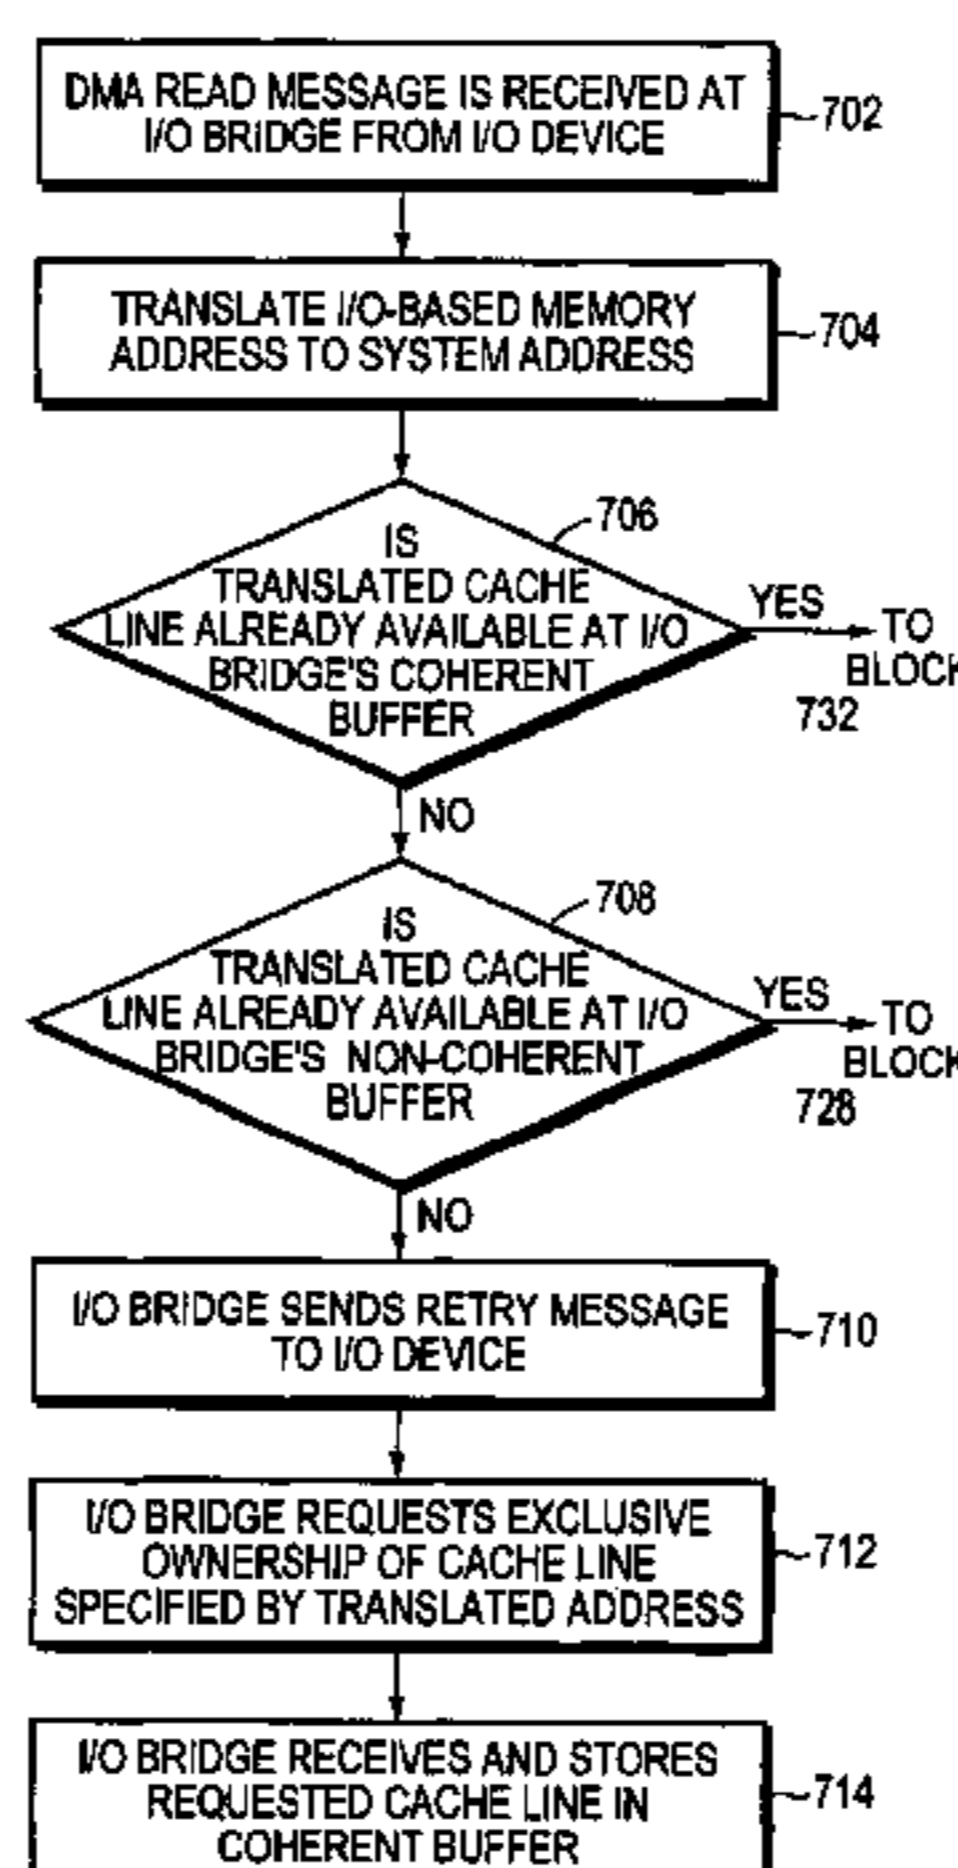 DMA READ MESSAGE IS RECEIVED AT
I/O BRIDGE FROM I/O DEVICE
702
TRANSLATE I/O-BASED MEMORY
ADDRESS TO SYSTEM ADDRESS
704
706
IS
TRANSLATED CACHE
LINE ALREADY AVAILABLE AT I/O
BRIDGE'S COHERENT
BUFFER
YES
TO
BLOCK
732
NO
708
IS
TRANSLATED CACHE
LINE ALREADY AVAILABLE AT I/O
BRIDGE'S NON-COHERENT
BUFFER
YES
TO
BLOCK
728
NO
I/O BRIDGE SENDS RETRY MESSAGE
TO I/O DEVICE
710
I/O BRIDGE REQUESTS EXCLUSIVE
OWNERSHIP OF CACHE LINE
SPECIFIED BY TRANSLATED ADDRESS
712
I/O BRIDGE RECEIVES AND STORES
REQUESTED CACHE LINE IN
COHERENT BUFFER
714